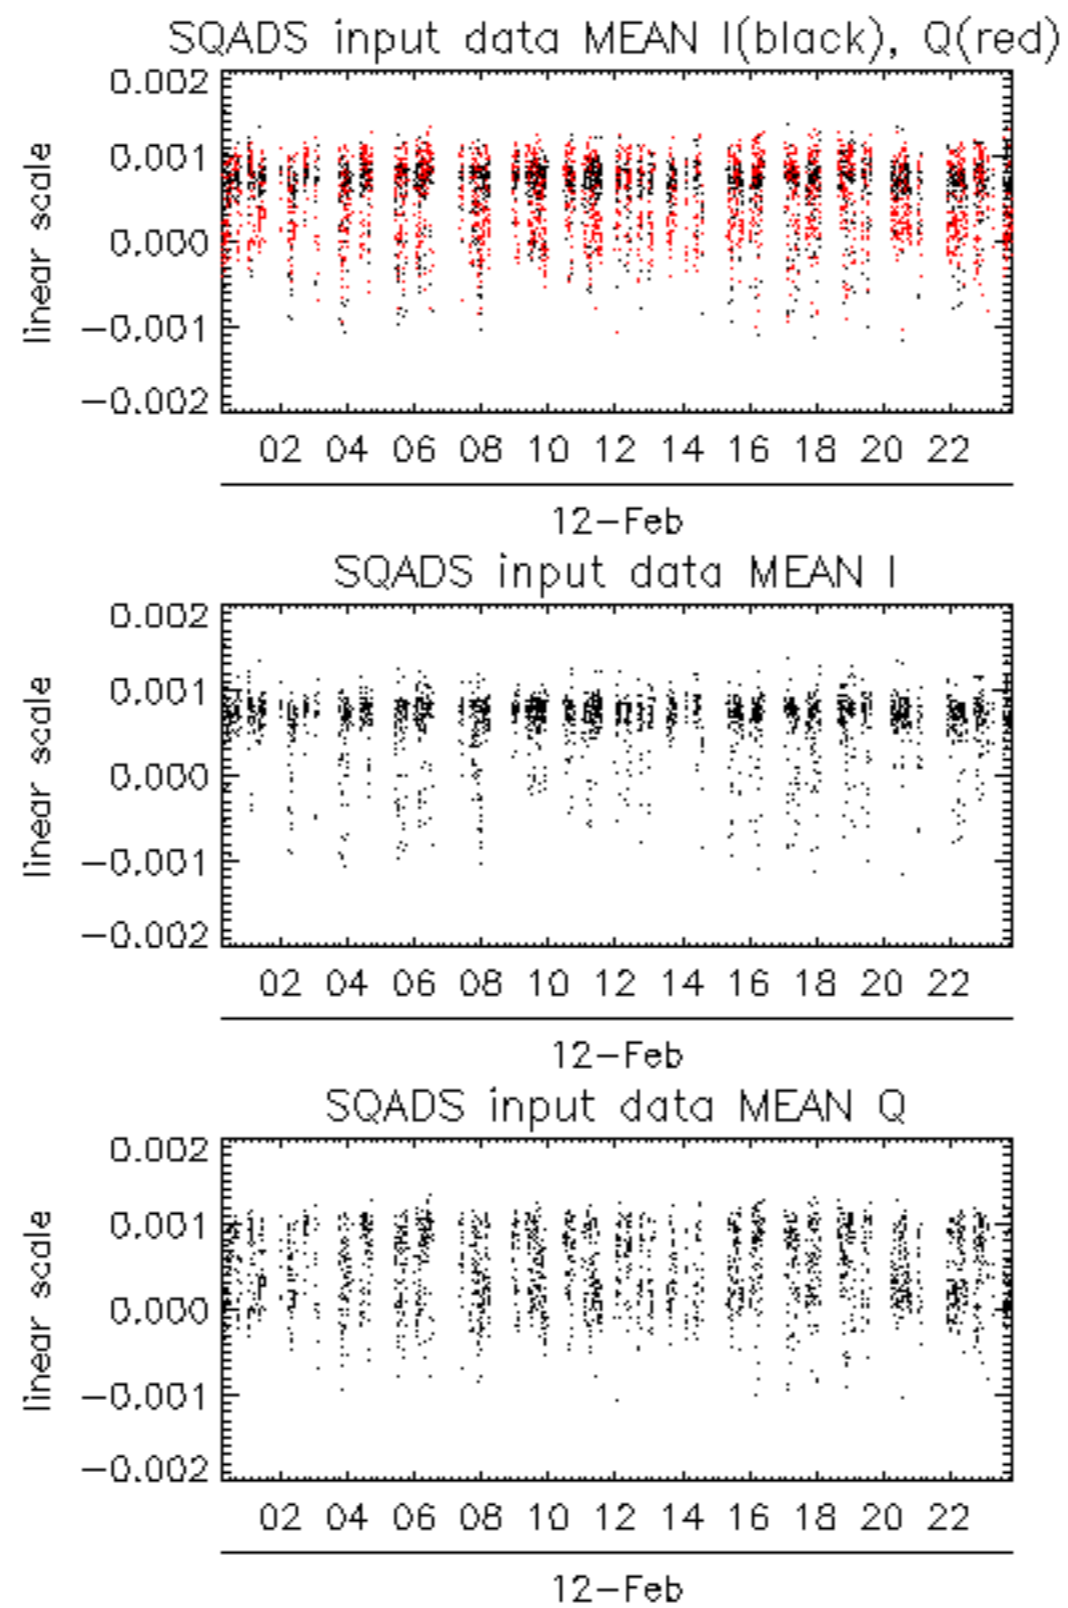 SQADS input data MEAN I(black), Q(red)
0.002
0.001
0.000
−0.001
−0.002
linear scale
02 04 06 08 10 12 14 16 18 20 22
12−Feb
SQADS input data MEAN I
0.002
0.001
0.000
−0.001
−0.002
linear scale
02 04 06 08 10 12 14 16 18 20 22
12−Feb
SQADS input data MEAN Q
0.002
0.001
0.000
−0.001
−0.002
linear scale
02 04 06 08 10 12 14 16 18 20 22
12−Feb